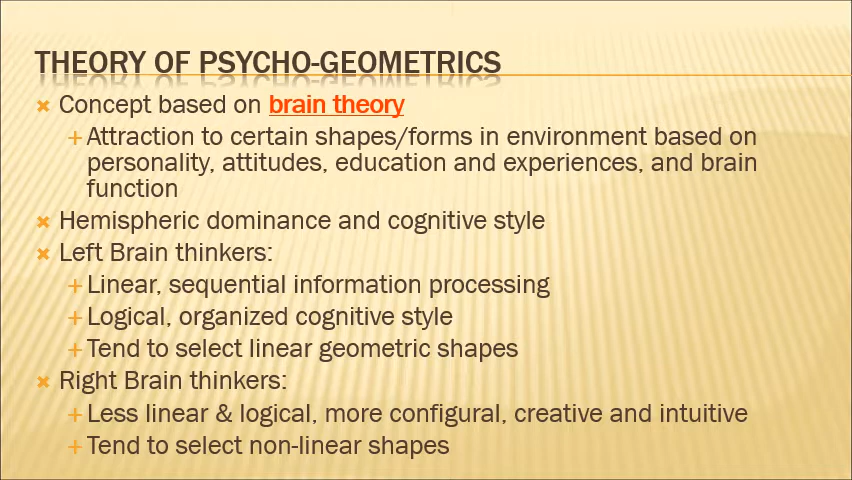 THEORY OF PSYCHO-GEOMETRICS
Concept based on brain theory
Attraction to certain shapes/forms in environment based on
personality, attitudes, education and experiences, and brain
function
Hemispheric dominance and cognitive style
Left Brain thinkers:
Linear, sequential information processing
Logical, organized cognitive style
Tend to select linear geometric shapes
Right Brain thinkers:
Less linear & logical, more configural, creative and intuitive
Tend to select non-linear shapes